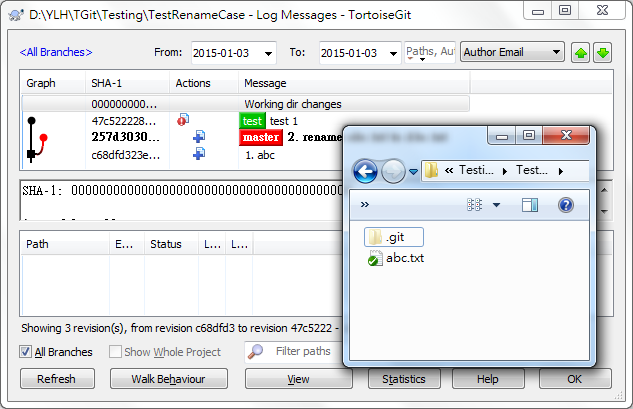 D:\YLH\TGit\Testing\TestRenameCase - Log Messages - TortoiseGit
<All Branches> From: 2015-01-03 To: 2015-01-03 Paths, Au Author Email
Graph SHA-1 Actions Message
000000000... Working dir changes
47c522228... test test 1
257d3030... master 2. rename
c68dfd323e... 1. abc
SHA-1: 0000000000000000000000000000000000000
Path E... Status L... L...
Showing 3 revision(s), from revision c68dfd3 to revision 47c5222 -
All Branches Show Whole Project Filter paths
Refresh Walk Behaviour View Statistics Help OK
« Testi... Test...
»
.git
abc.txt